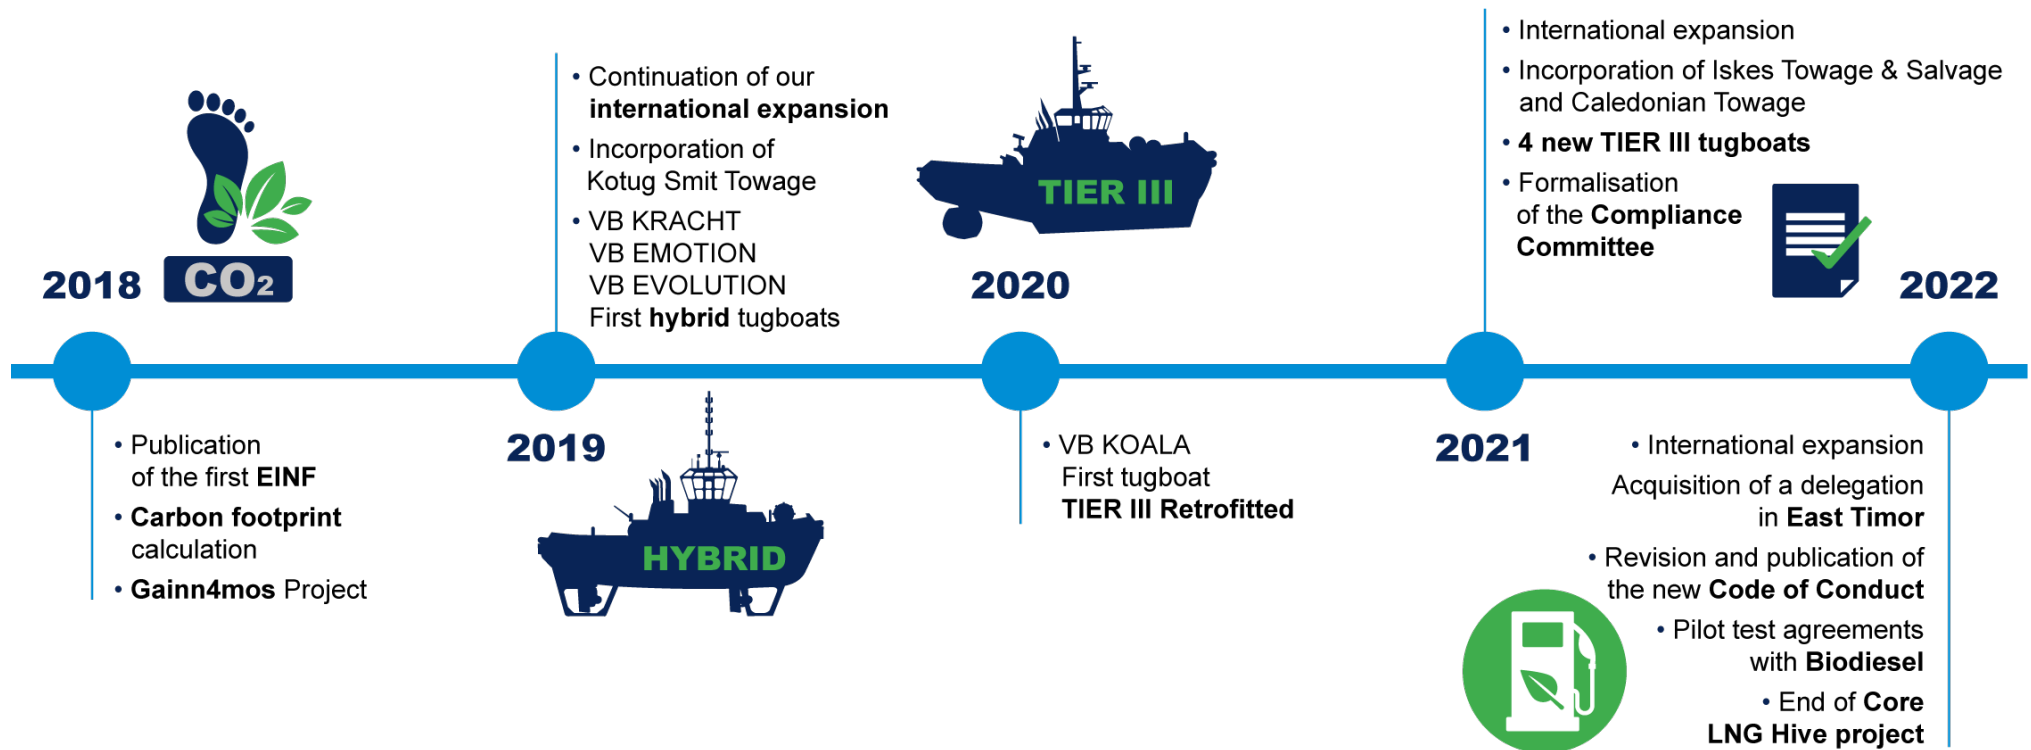 2018
CO2
• Publication
of the first EINF
• Carbon footprint
calculation
• Gainn4mos Project
• Continuation of our
international expansion
• Incorporation of
Kotug Smit Towage
• VB KRACHT
VB EMOTION
VB EVOLUTION
First hybrid tugboats
2019
HYBRID
TIER III
2020
• VB KOALA
First tugboat
TIER III Retrofitted
• International expansion
• Incorporation of Iskes Towage & Salvage
and Caledonian Towage
• 4 new TIER III tugboats
• Formalisation
of the Compliance
Committee
2021
2022
• International expansion
Acquisition of a delegation
in East Timor
• Revision and publication of
the new Code of Conduct
• Pilot test agreements
with Biodiesel
• End of Core
LNG Hive project